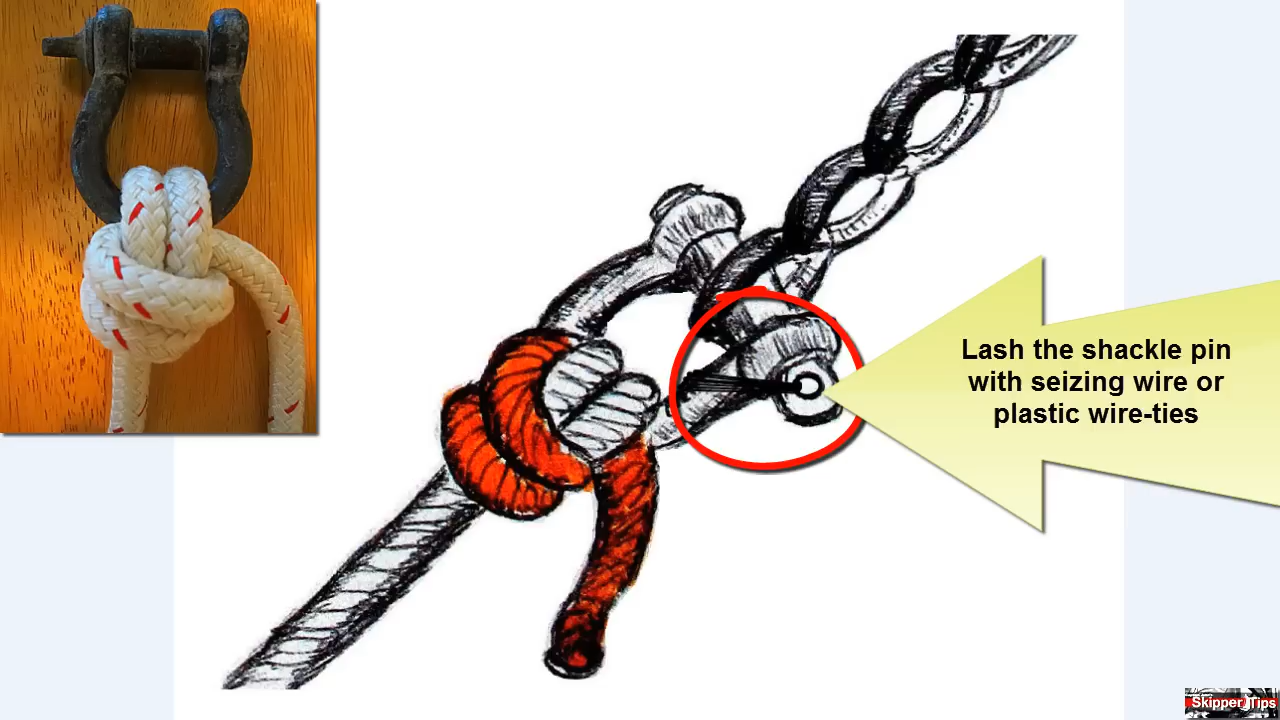 Lash the shackle pin
with seizing wire or
plastic wire-ties
Skipper Tips